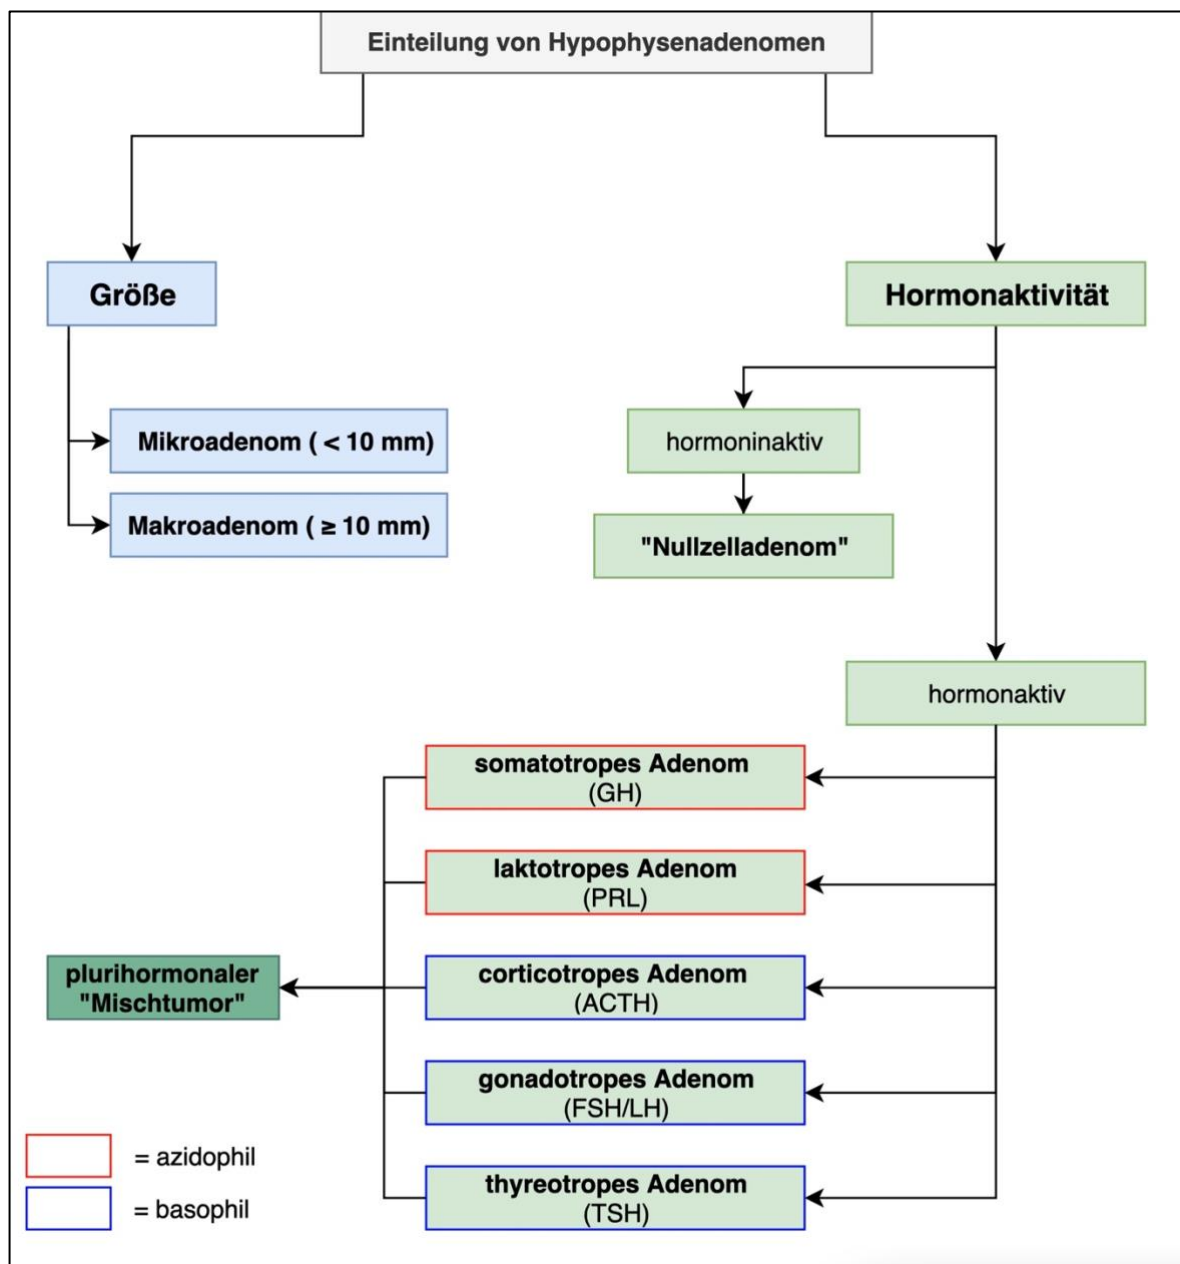 Einteilung von Hypophysenadenomen
Größe
Mikroadenom ( < 10 mm)
Makroadenom ( ≥ 10 mm)
Hormonaktivität
hormoninaktiv
"Nullzelladenom"
hormonaktiv
somatotropes Adenom
(GH)
laktotropes Adenom
(PRL)
corticotropes Adenom
(ACTH)
gonadotropes Adenom
(FSH/LH)
thyreotropes Adenom
(TSH)
plurihormonaler
"Mischtumor"
= azidophil
= basophil